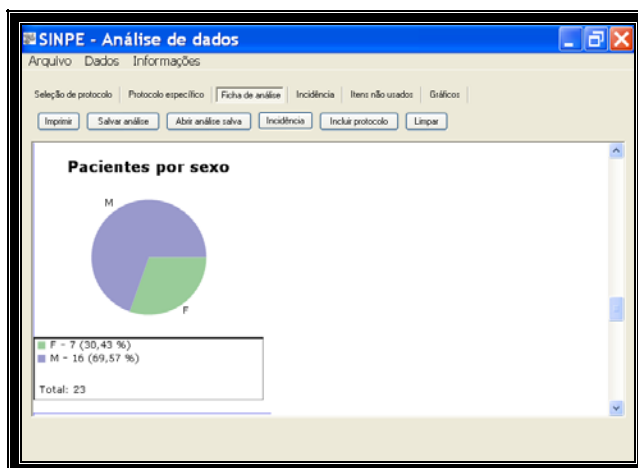 SINPE - Análise de dados
Arquivo Dados Informações
Seleção de protocolo Protocolo específico Ficha de análise Incidência Itens não usados Gráficos
Imprimir Salvar análise Abrir análise salva Incidência Incluir protocolo Limpar
Pacientes por sexo
M
F
F - 7 (30,43 %)
M - 16 (69,57 %)
Total: 23